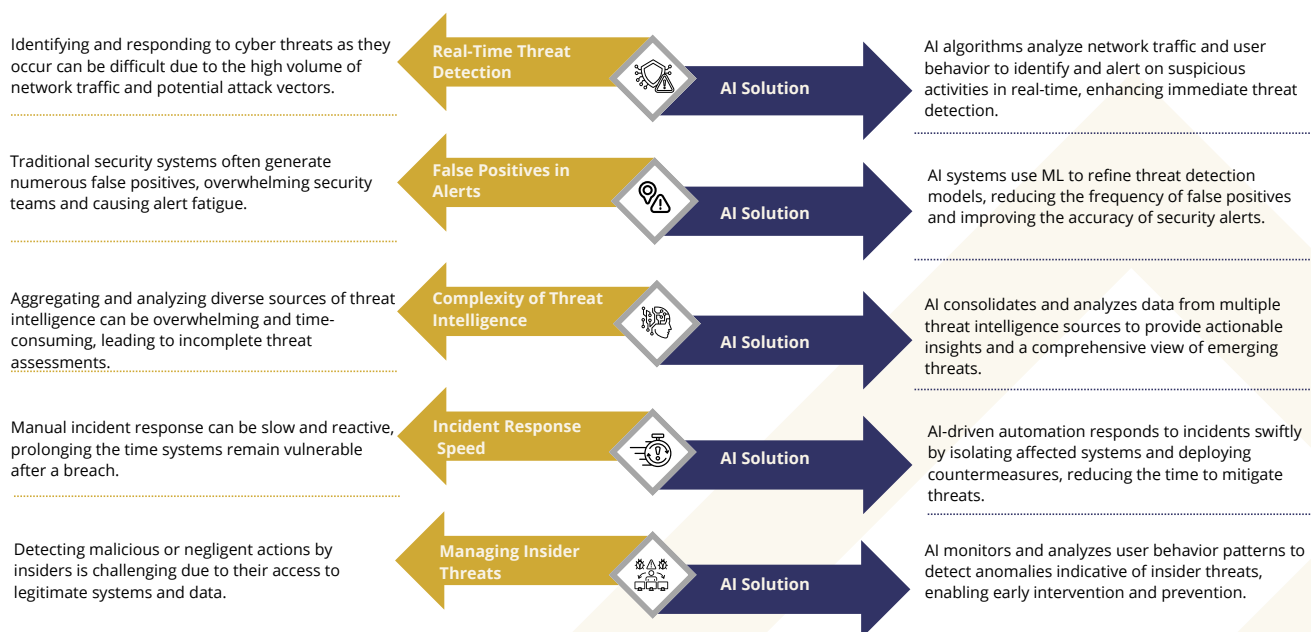 Identifying and responding to cyber threats as they
occur can be difficult due to the high volume of
network traffic and potential attack vectors.
Real-Time Threat
Detection
AI Solution
AI algorithms analyze network traffic and user
behavior to identify and alert on suspicious
activities in real-time, enhancing immediate threat
detection.
Traditional security systems often generate
numerous false positives, overwhelming security
teams and causing alert fatigue.
False Positives in
Alerts
AI Solution
AI systems use ML to refine threat detection
models, reducing the frequency of false positives
and improving the accuracy of security alerts.
Aggregating and analyzing diverse sources of threat
intelligence can be overwhelming and time-
consuming, leading to incomplete threat
assessments.
Complexity of Threat
Intelligence
AI Solution
AI consolidates and analyzes data from multiple
threat intelligence sources to provide actionable
insights and a comprehensive view of emerging
threats.
Manual incident response can be slow and reactive,
prolonging the time systems remain vulnerable
after a breach.
Incident Response
Speed
AI Solution
AI-driven automation responds to incidents swiftly
by isolating affected systems and deploying
countermeasures, reducing the time to mitigate
threats.
Detecting malicious or negligent actions by
insiders is challenging due to their access to
legitimate systems and data.
Managing Insider
Threats
AI Solution
AI monitors and analyzes user behavior patterns to
detect anomalies indicative of insider threats,
enabling early intervention and prevention.